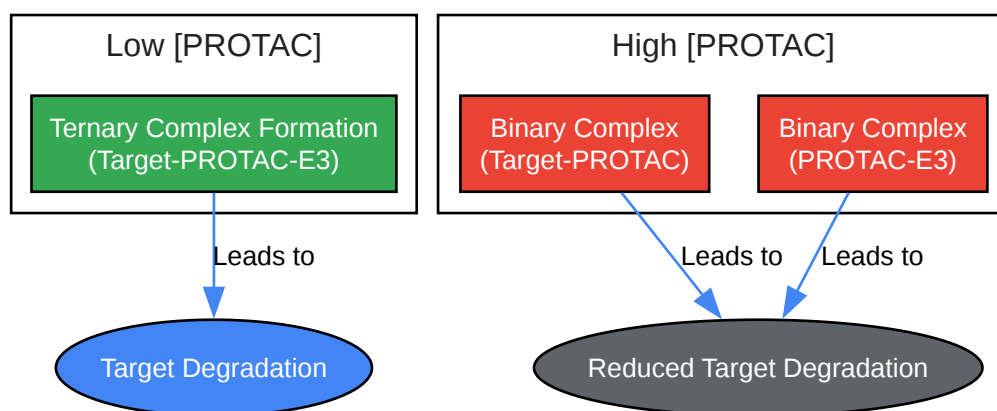 Low [PROTAC]
Ternary Complex Formation
(Target-PROTAC-E3)
Leads to
Target Degradation
High [PROTAC]
Binary Complex
(Target-PROTAC)
Binary Complex
(PROTAC-E3)
Leads to
Leads to
Reduced Target Degradation